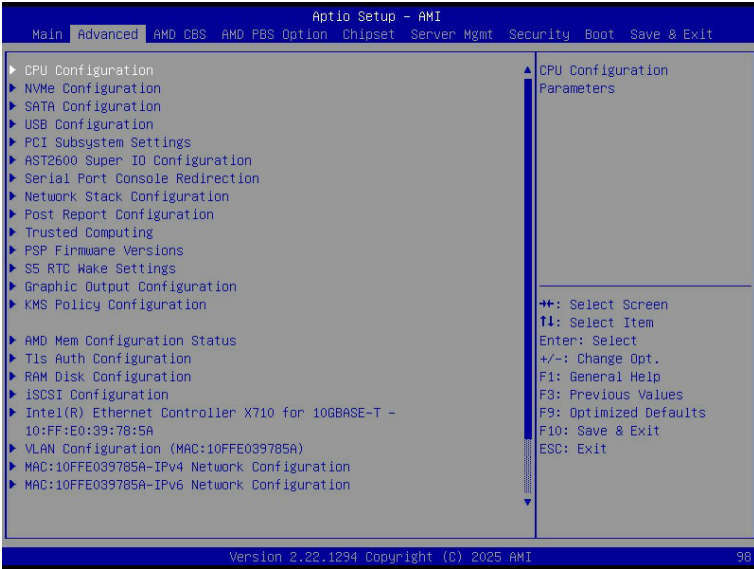 Aptio Setup – AMI
Main Advanced AMD CBS AMD PBS Option Chipset Server Mgmt Security Boot Save & Exit
CPU Configuration
NVMe Configuration
SATA Configuration
USB Configuration
PCI Subsystem Settings
AST2600 Super IO Configuration
Serial Port Console Redirection
Network Stack Configuration
Post Report Configuration
Trusted Computing
PSP Firmware Versions
S5 RTC Wake Settings
Graphic Output Configuration
KMS Policy Configuration
AMD Mem Configuration Status
Tls Auth Configuration
RAM Disk Configuration
iSCSI Configuration
Intel(R) Ethernet Controller X710 for 10GBASE-T –
10:FF:E0:39:78:5A
VLAN Configuration (MAC:10FFE039785A)
MAC:10FFE039785A-IPv4 Network Configuration
MAC:10FFE039785A-IPv6 Network Configuration
CPU Configuration
Parameters
→←: Select Screen
↑↓: Select Item
Enter: Select
+/-: Change Opt.
F1: General Help
F3: Previous Values
F9: Optimized Defaults
F10: Save & Exit
ESC: Exit
Version 2.22.1294 Copyright (C) 2025 AMI
98